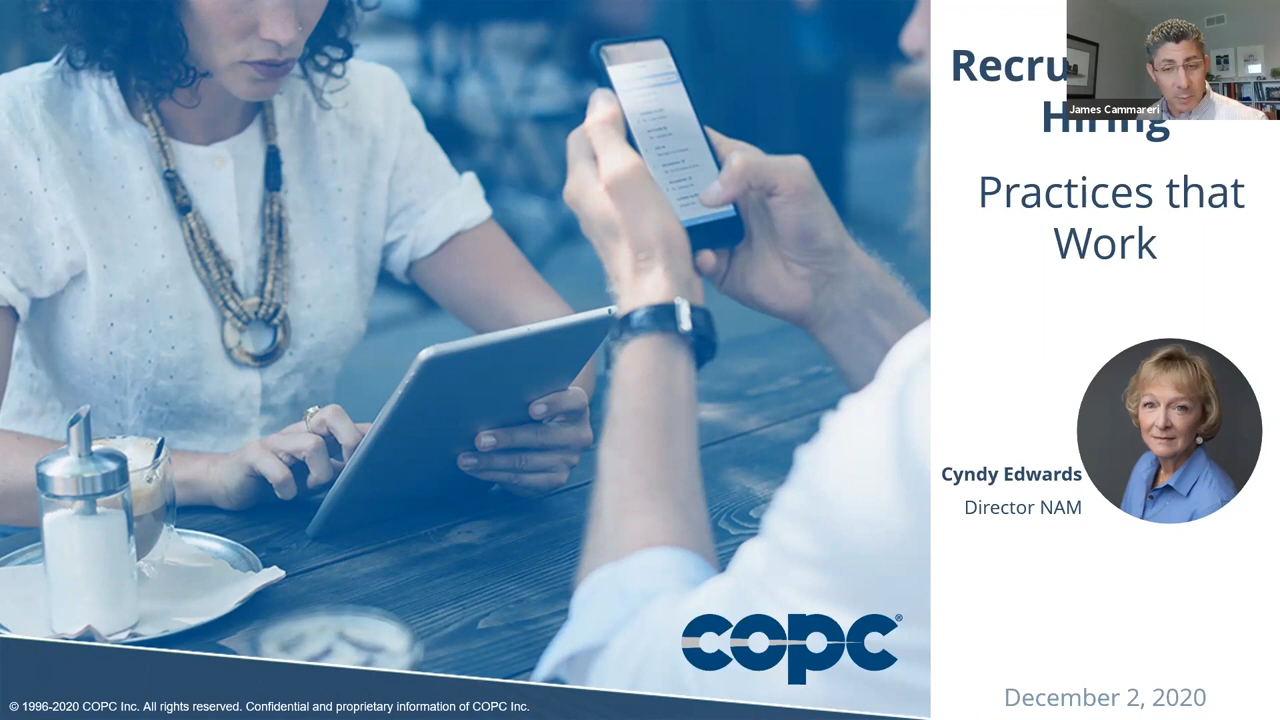 Recru
Hiring
James Cammareri
Practices that
Work
Cyndy Edwards
Director NAM
copc®
December 2, 2020
© 1996-2020 COPC Inc. All rights reserved. Confidential and proprietary information of COPC Inc.